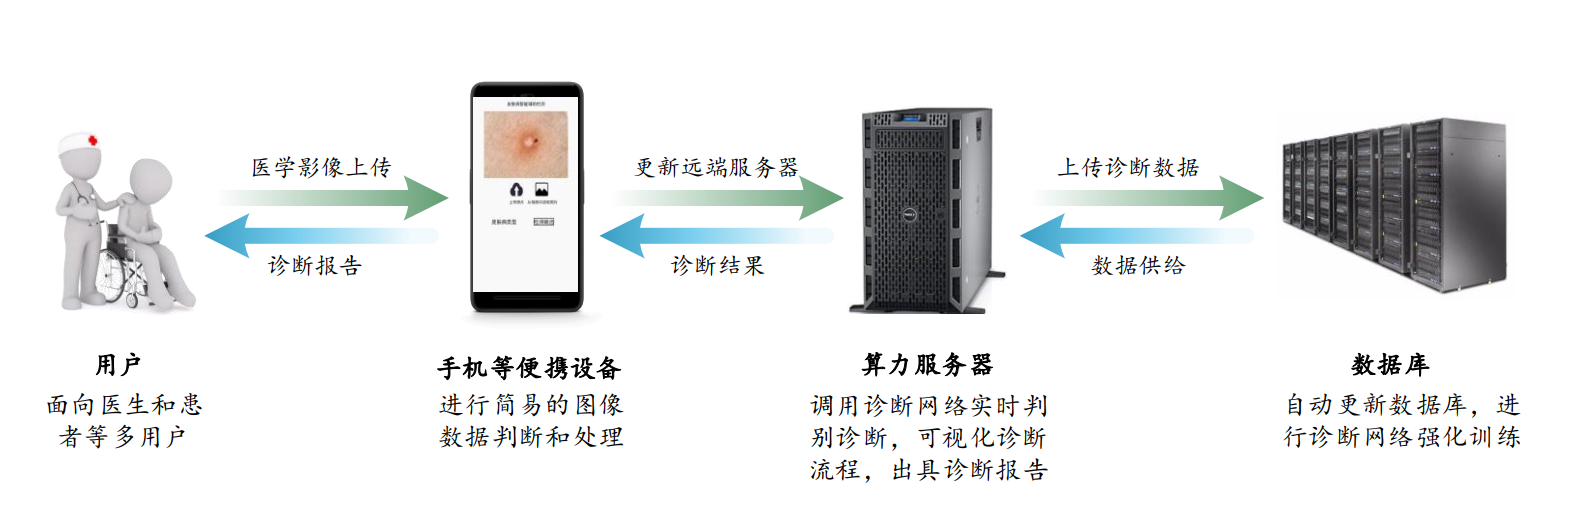 医学影像上传
诊断报告
更新远端服务器
诊断结果
上传诊断数据
数据供给
用户
面向医生和患
者等多用户
手机等便携设备
进行简易的图像
数据判断和处理
算力服务器
调用诊断网络实时判
别诊断，可视化诊断
流程，出具诊断报告
数据库
自动更新数据库，进
行诊断网络强化训练
皮肤病类型
DELL